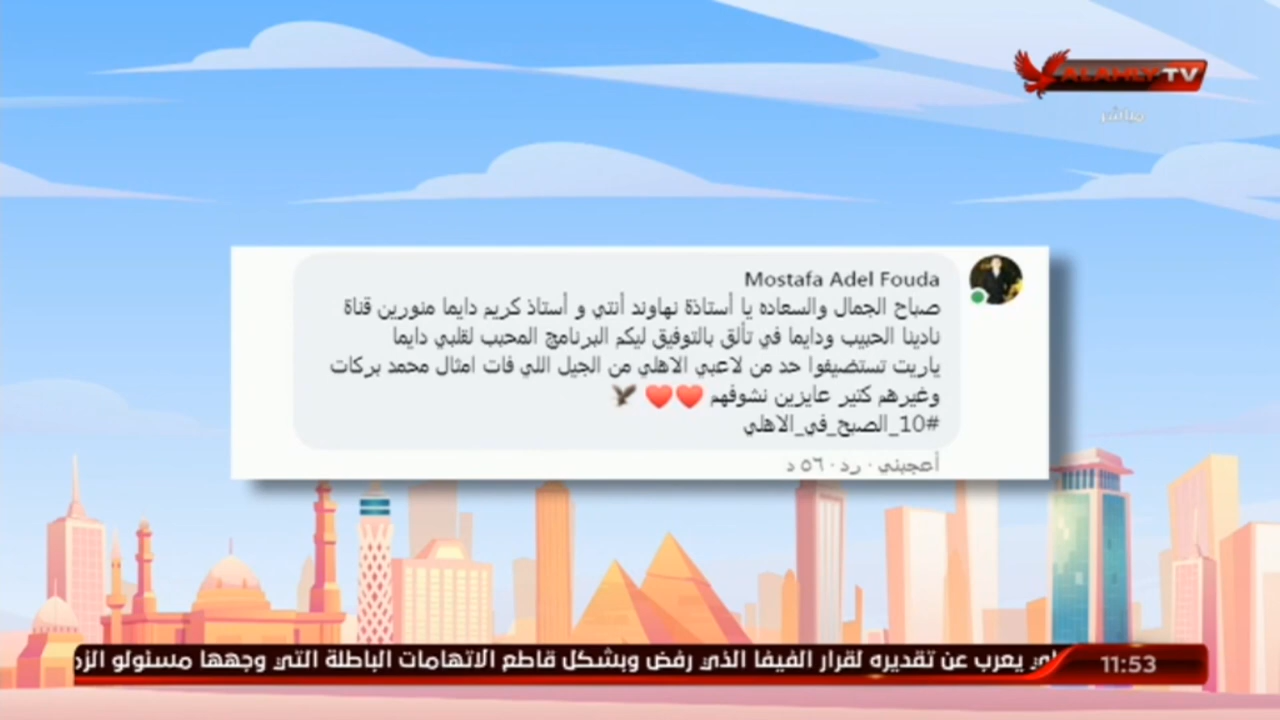 ALAHLY TV
مباشر
Mostafa Adel Fouda
صباح الجمال والسعاده يا أستاذة نهاوند أنتي و أستاذ كريم دايما منورين قناة
نادينا الحبيب ودايما في تألق بالتوفيق ليكم البرنامج المحبب لقلبي دايما
ياريت تستضيفوا حد من لاعبي الاهلي من الجيل اللي فات امثال محمد بركات
وغيرهم كتير عايزين نشوفهم ❤️❤️ 🦅
#10_الصبح_في_الاهلي
أعجبني · رد · ٥٦ د
يعرب عن تقديره لقرار الفيفا الذي رفض وبشكل قاطع الاتهامات الباطلة التي وجهها مسئولو
11:53